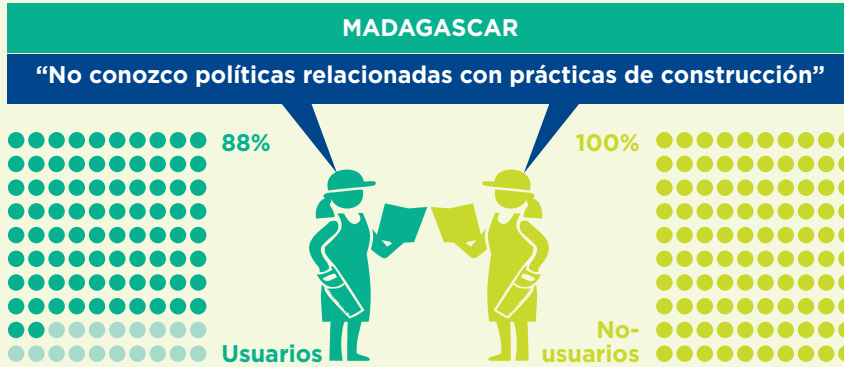 MADAGASCAR
“No conozco políticas relacionadas con prácticas de construcción”
88%
100%
Usuarios
No-
usuarios